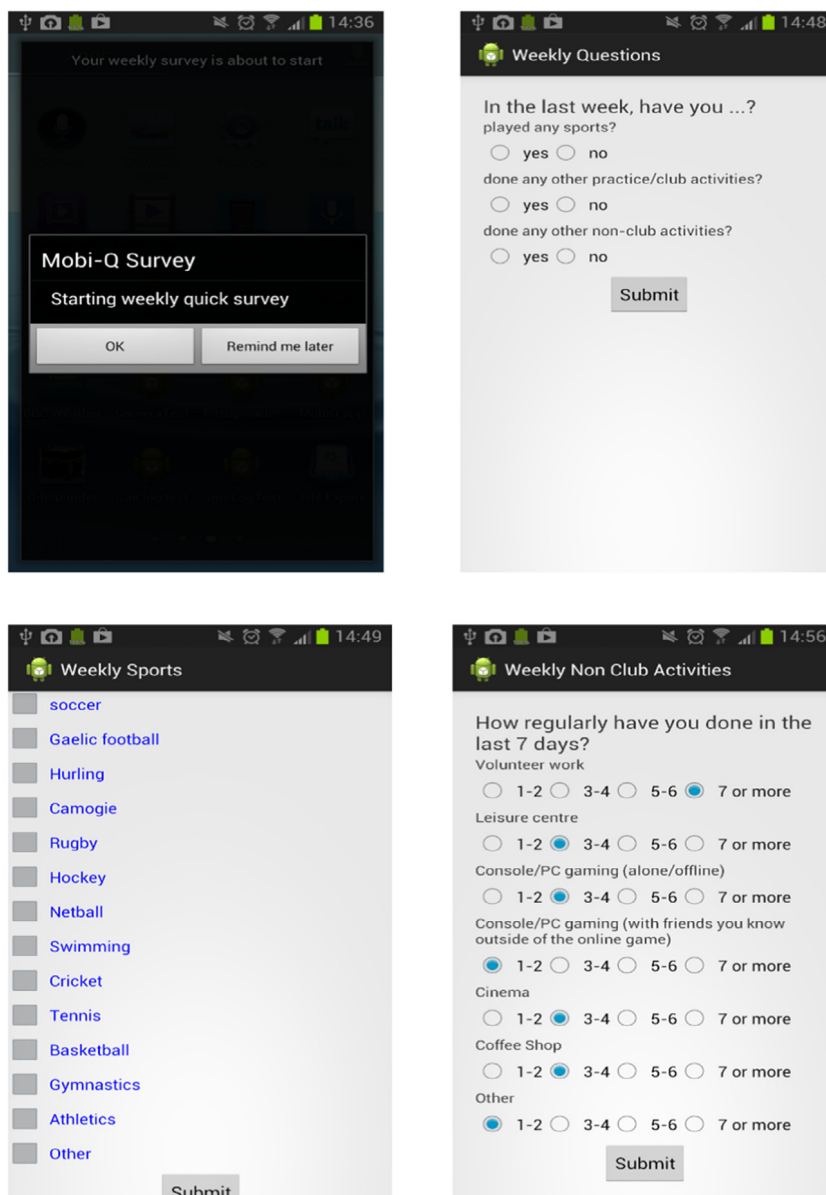 14:36
Your weekly survey is about to start
talk
Mobi-Q Survey
Starting weekly quick survey
OK Remind me later
14:48
Weekly Questions
In the last week, have you ...?
played any sports?
yes no
done any other practice/club activities?
yes no
done any other non-club activities?
yes no
Submit
14:49
Weekly Sports
soccer
Gaelic football
Hurling
Camogie
Rugby
Hockey
Netball
Swimming
Cricket
Tennis
Basketball
Gymnastics
Athletics
Other
Submit
14:56
Weekly Non Club Activities
How regularly have you done in the
last 7 days?
Volunteer work
1-2 3-4 5-6 7 or more
Leisure centre
1-2 3-4 5-6 7 or more
Console/PC gaming (alone/offline)
1-2 3-4 5-6 7 or more
Console/PC gaming (with friends you know
outside of the online game)
1-2 3-4 5-6 7 or more
Cinema
1-2 3-4 5-6 7 or more
Coffee Shop
1-2 3-4 5-6 7 or more
Other
1-2 3-4 5-6 7 or more
Submit